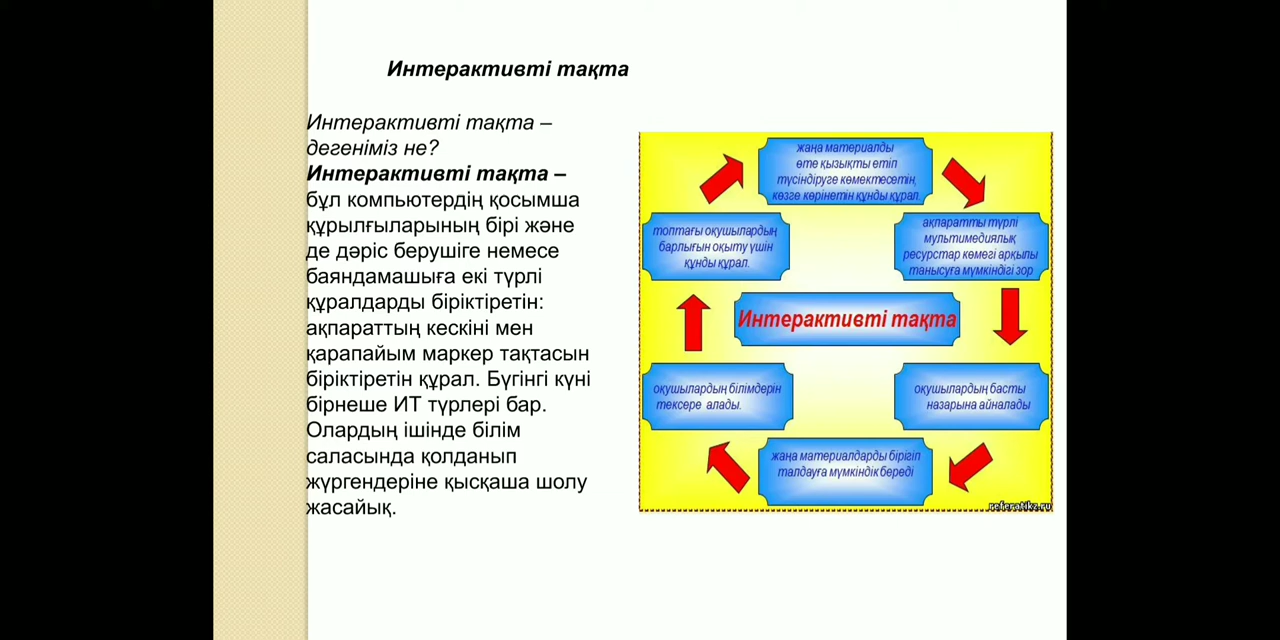 Интерактивті тақта
Интерактивті тақта –
дегеніміз не?
Интерактивті тақта –
бұл компьютердің қосымша
құрылғыларының бірі және
де дәріс берушіге немесе
баяндамашыға екі түрлі
құралдарды біріктіретін:
ақпараттың кескіні мен
қарапайым маркер тақтасын
біріктіретін құрал. Бүгінгі күні
бірнеше ИТ түрлері бар.
Олардың ішінде білім
саласында қолданып
жүргендеріне қысқаша шолу
жасайық.
жаңа материалды
өте қызықты етіп
түсіндіруге көмектесетін,
көзге көрінетін құнды құрал.
ақпаратты түрлі
мультимедиялық
ресурстар көмегі арқылы
танысуға мүмкіндігі зор
оқушылардың басты
назарына айналады
жаңа материалдарды бірігіп
талдауға мүмкіндік береді
оқушылардың білімдерін
тексере алады.
топтағы оқушылардың
барлығын оқыту үшін
құнды құрал.
Интерактивті тақта
referatikz.ru